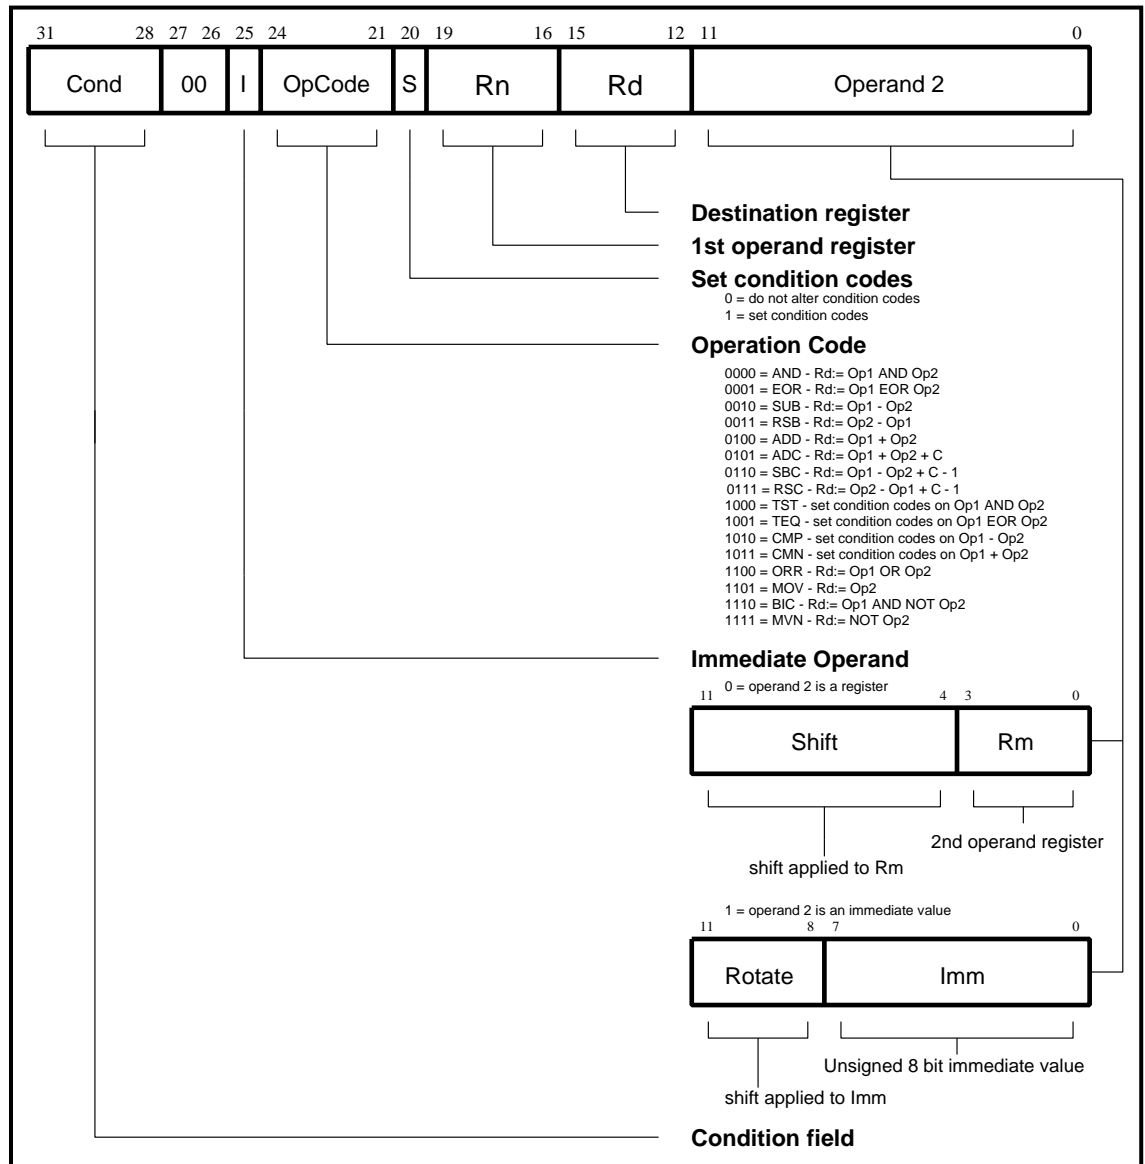 31 28 27 26 25 24 21 20 19 16 15 12 11 0
Cond 00 I OpCode S Rn Rd Operand 2
Destination register
1st operand register
Set condition codes
0 = do not alter condition codes
1 = set condition codes
Operation Code
0000 = AND - Rd:= Op1 AND Op2
0001 = EOR - Rd:= Op1 EOR Op2
0010 = SUB - Rd:= Op1 - Op2
0011 = RSB - Rd:= Op2 - Op1
0100 = ADD - Rd:= Op1 + Op2
0101 = ADC - Rd:= Op1 + Op2 + C
0110 = SBC - Rd:= Op1 - Op2 + C - 1
0111 = RSC - Rd:= Op2 - Op1 + C - 1
1000 = TST - set condition codes on Op1 AND Op2
1001 = TEQ - set condition codes on Op1 EOR Op2
1010 = CMP - set condition codes on Op1 - Op2
1011 = CMN - set condition codes on Op1 + Op2
1100 = ORR - Rd:= Op1 OR Op2
1101 = MOV - Rd:= Op2
1110 = BIC - Rd:= Op1 AND NOT Op2
1111 = MVN - Rd:= NOT Op2
Immediate Operand
0 = operand 2 is a register
11 4 3 0
Shift Rm
2nd operand register
shift applied to Rm
1 = operand 2 is an immediate value
11 8 7 0
Rotate Imm
Unsigned 8 bit immediate value
shift applied to Imm
Condition field